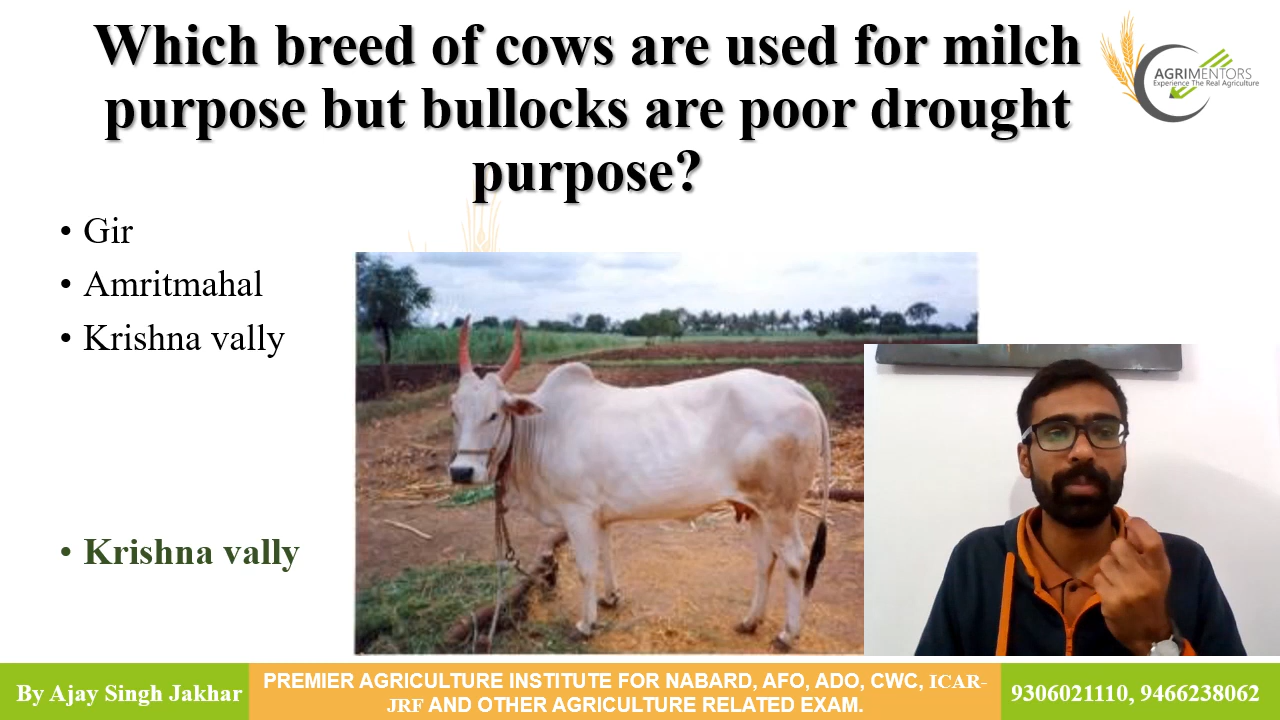 Which breed of cows are used for milch
purpose but bullocks are poor drought
purpose?
AGRIMENTORS
Experience The Real Agriculture
• Gir
• Amritmahal
• Krishna vally
• Krishna vally
By Ajay Singh Jakhar
PREMIER AGRICULTURE INSTITUTE FOR NABARD, AFO, ADO, CWC, ICAR-
JRF AND OTHER AGRICULTURE RELATED EXAM.
9306021110, 9466238062